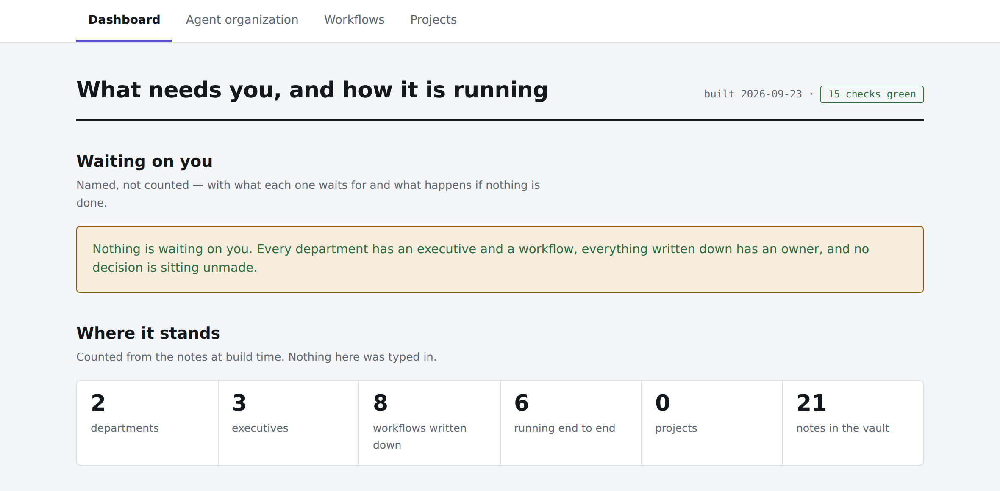 Dashboard Agent organization Workflows Projects
What needs you, and how it is running
built 2026-09-23 · 15 checks green
Waiting on you
Named, not counted — with what each one waits for and what happens if nothing is
done.
Nothing is waiting on you. Every department has an executive and a workflow, everything written down has an owner, and no
decision is sitting unmade.
Where it stands
Counted from the notes at build time. Nothing here was typed in.
2
departments
3
executives
8
workflows written
down
6
running end to end
0
projects
21
notes in the vault